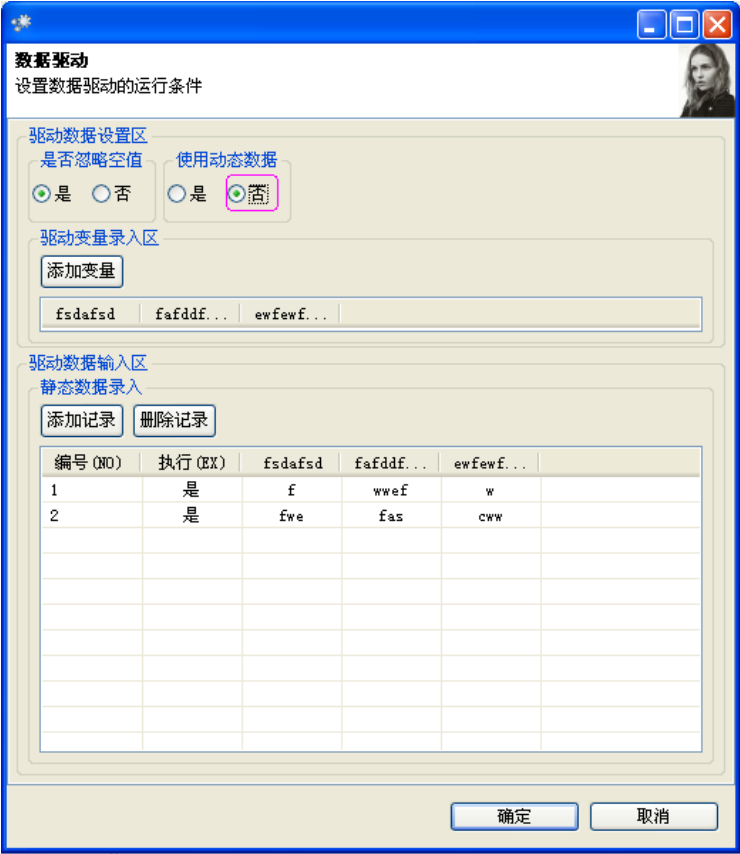 数据驱动
设置数据驱动的运行条件
驱动数据设置区
是否忽略空值 使用动态数据
是 否 是 否
驱动变量录入区
添加变量
fsdafsd fafddf... ewfewf...
驱动数据输入区
静态数据录入
添加记录 删除记录
编号(NO) 执行(EX) fsdafsd fafddf... ewfewf...
1 是 f wwef w
2 是 fwe fas cww
确定 取消